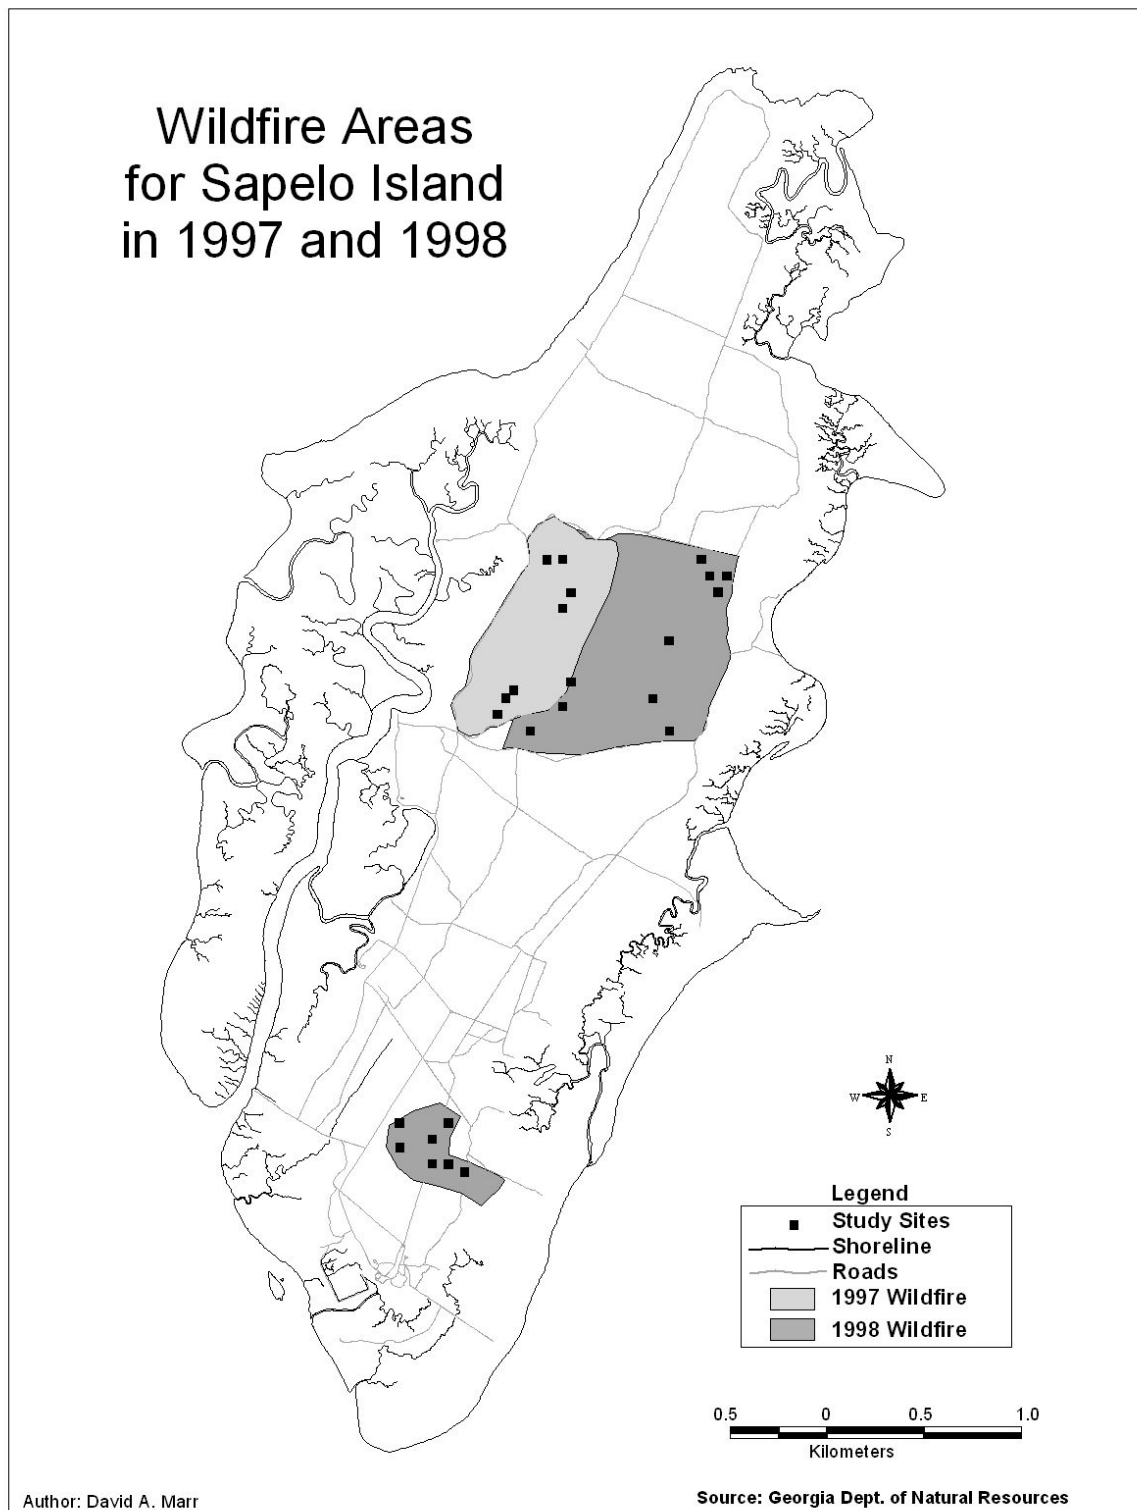 Wildfire Areas
for Sapelo Island
in 1997 and 1998
N
W E
S
Legend
Study Sites
Shoreline
Roads
1997 Wildfire
1998 Wildfire
0.5 0 0.5 1.0
Kilometers
Author: David A. Marr
Source: Georgia Dept. of Natural Resources